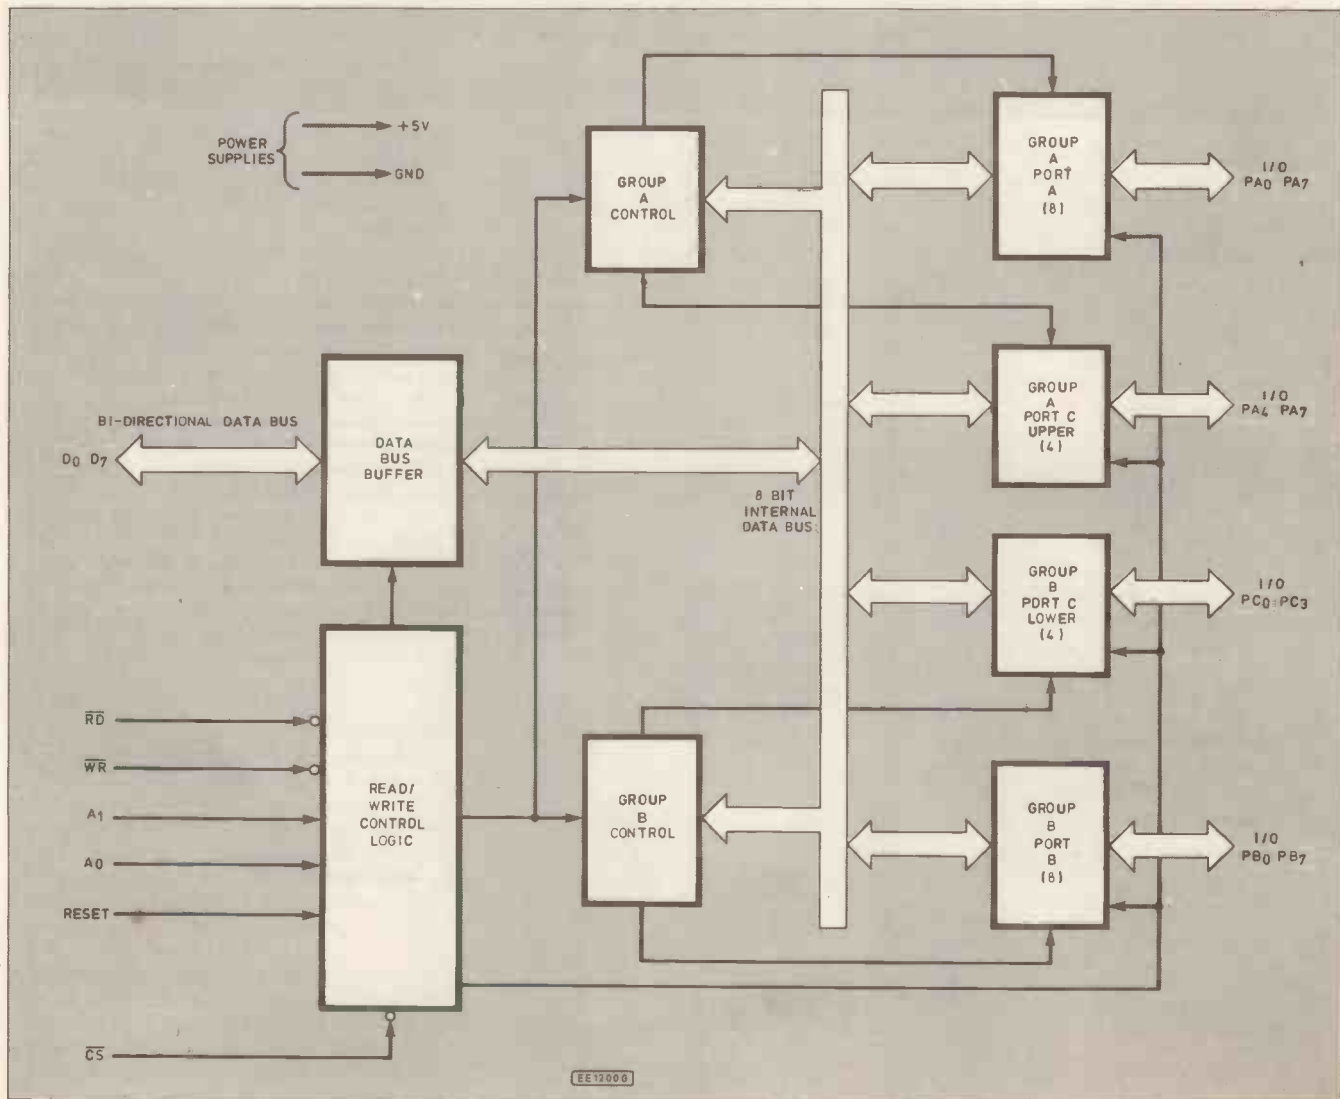 POWER
SUPPLIES
+5V
GND
GROUP
A
CONTROL
GROUP
A
PORT
A
(8)
I/O
PA0 PA7
GROUP
A
PORT C
UPPER
(4)
I/O
PA4 PA7
BI-DIRECTIONAL DATA BUS
D0 D7
DATA
BUS
BUFFER
8 BIT
INTERNAL
DATA BUS
GROUP
B
PORT C
LOWER
(4)
I/O
PC0 PC3
RD
WR
A1
A0
RESET
CS
READ/
WRITE
CONTROL
LOGIC
GROUP
B
CONTROL
GROUP
B
PORT
B
(8)
I/O
PB0 PB7
EE1200G